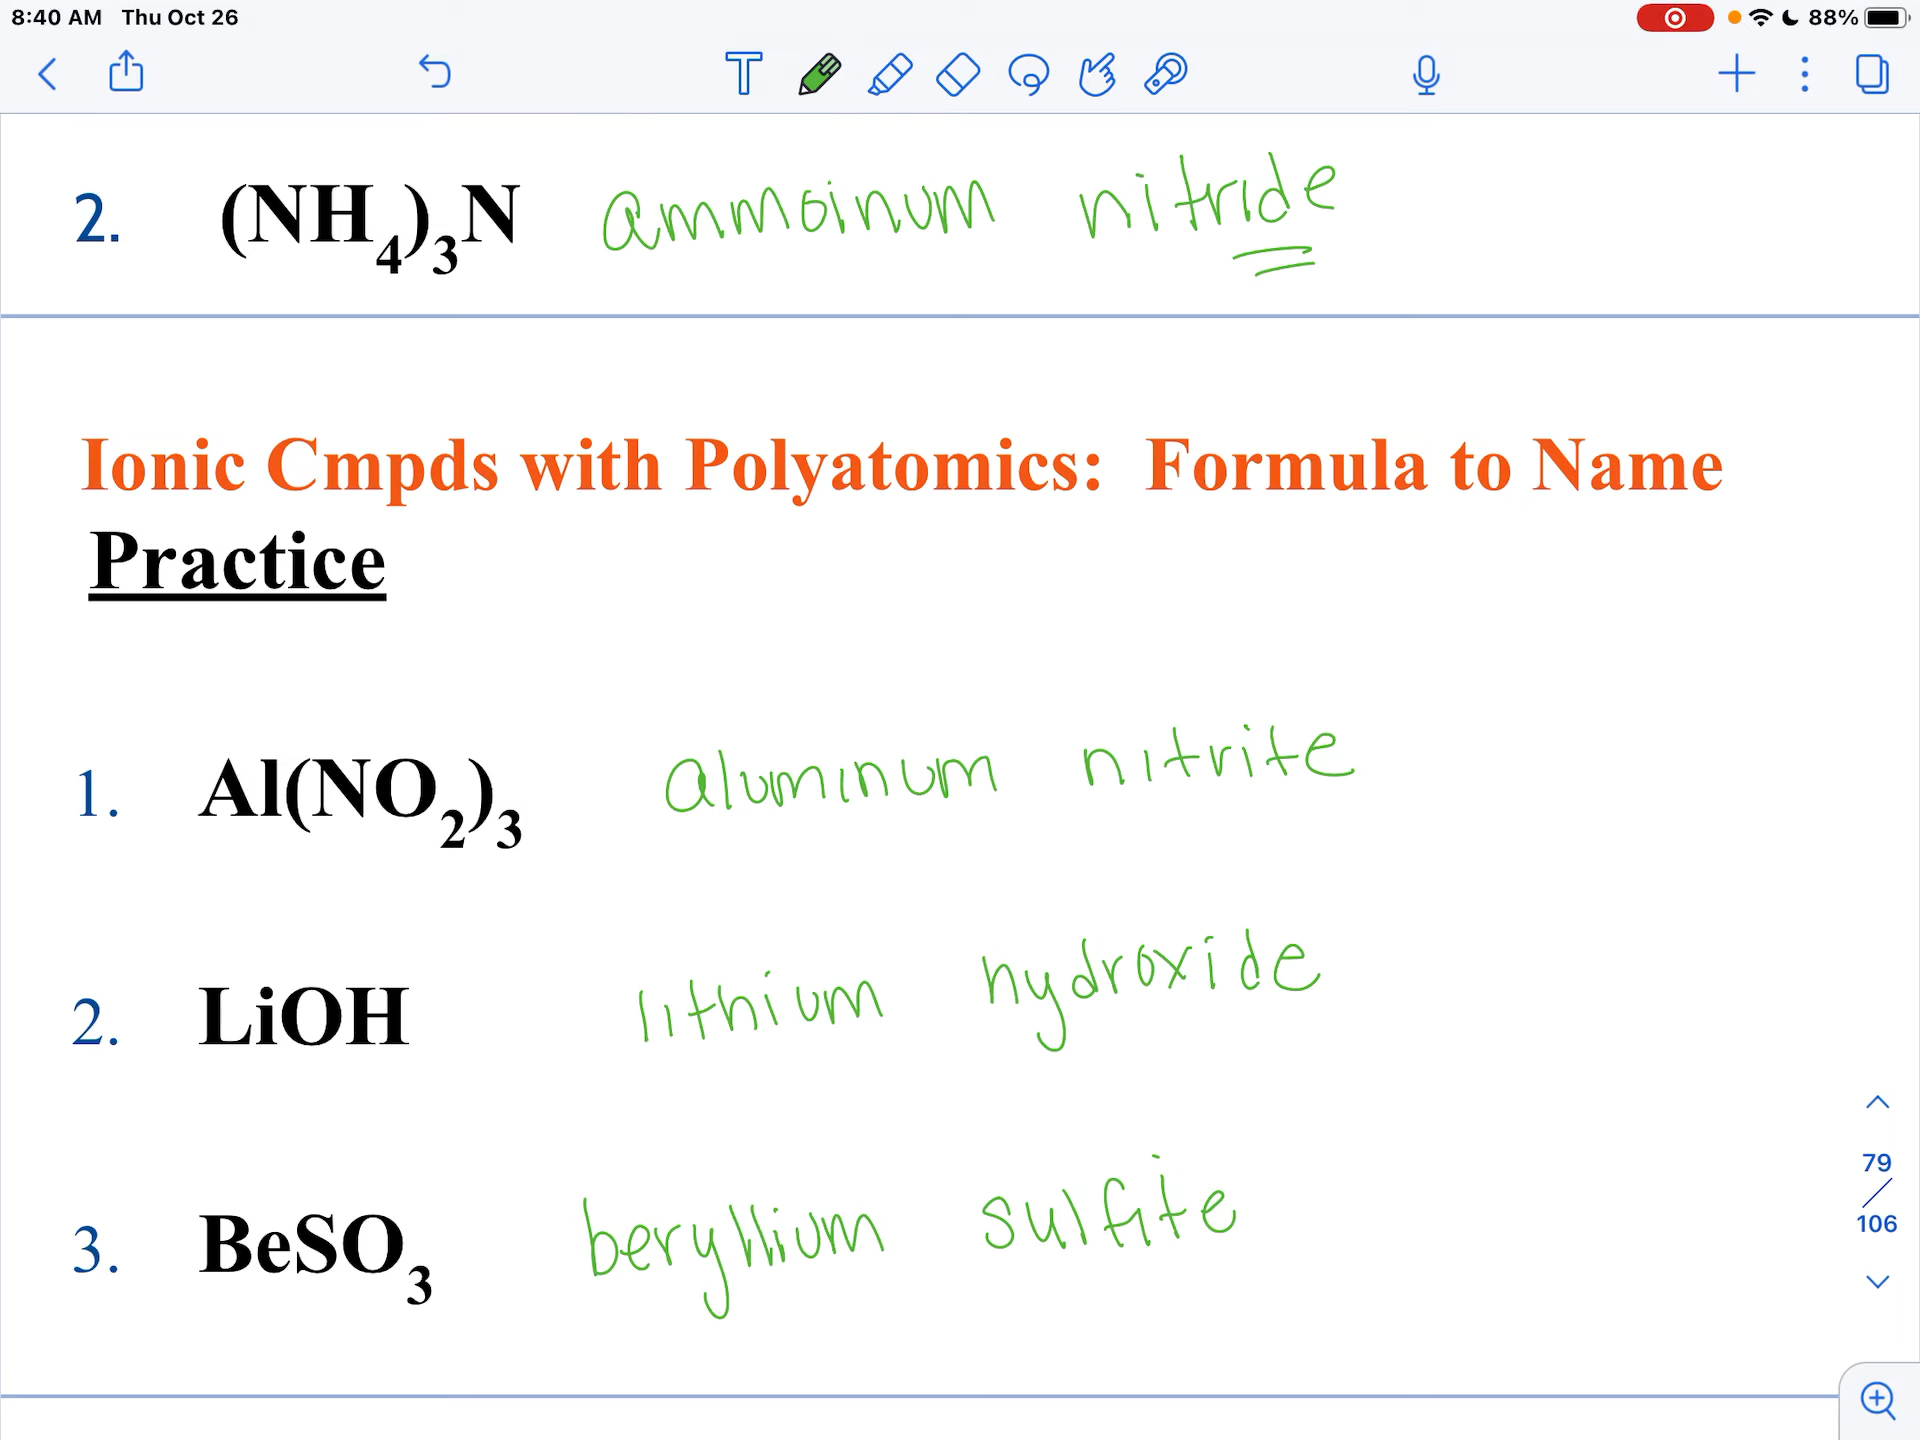 8:40 AM Thu Oct 26 88%
T
2. (NH₄)₃N ammoinum nitride
Ionic Cmpds with Polyatomics: Formula to Name
Practice
1. Al(NO₂)₃ aluminum nitrite
2. LiOH lithium hydroxide
3. BeSO₃ beryllium sulfite
79
/
106